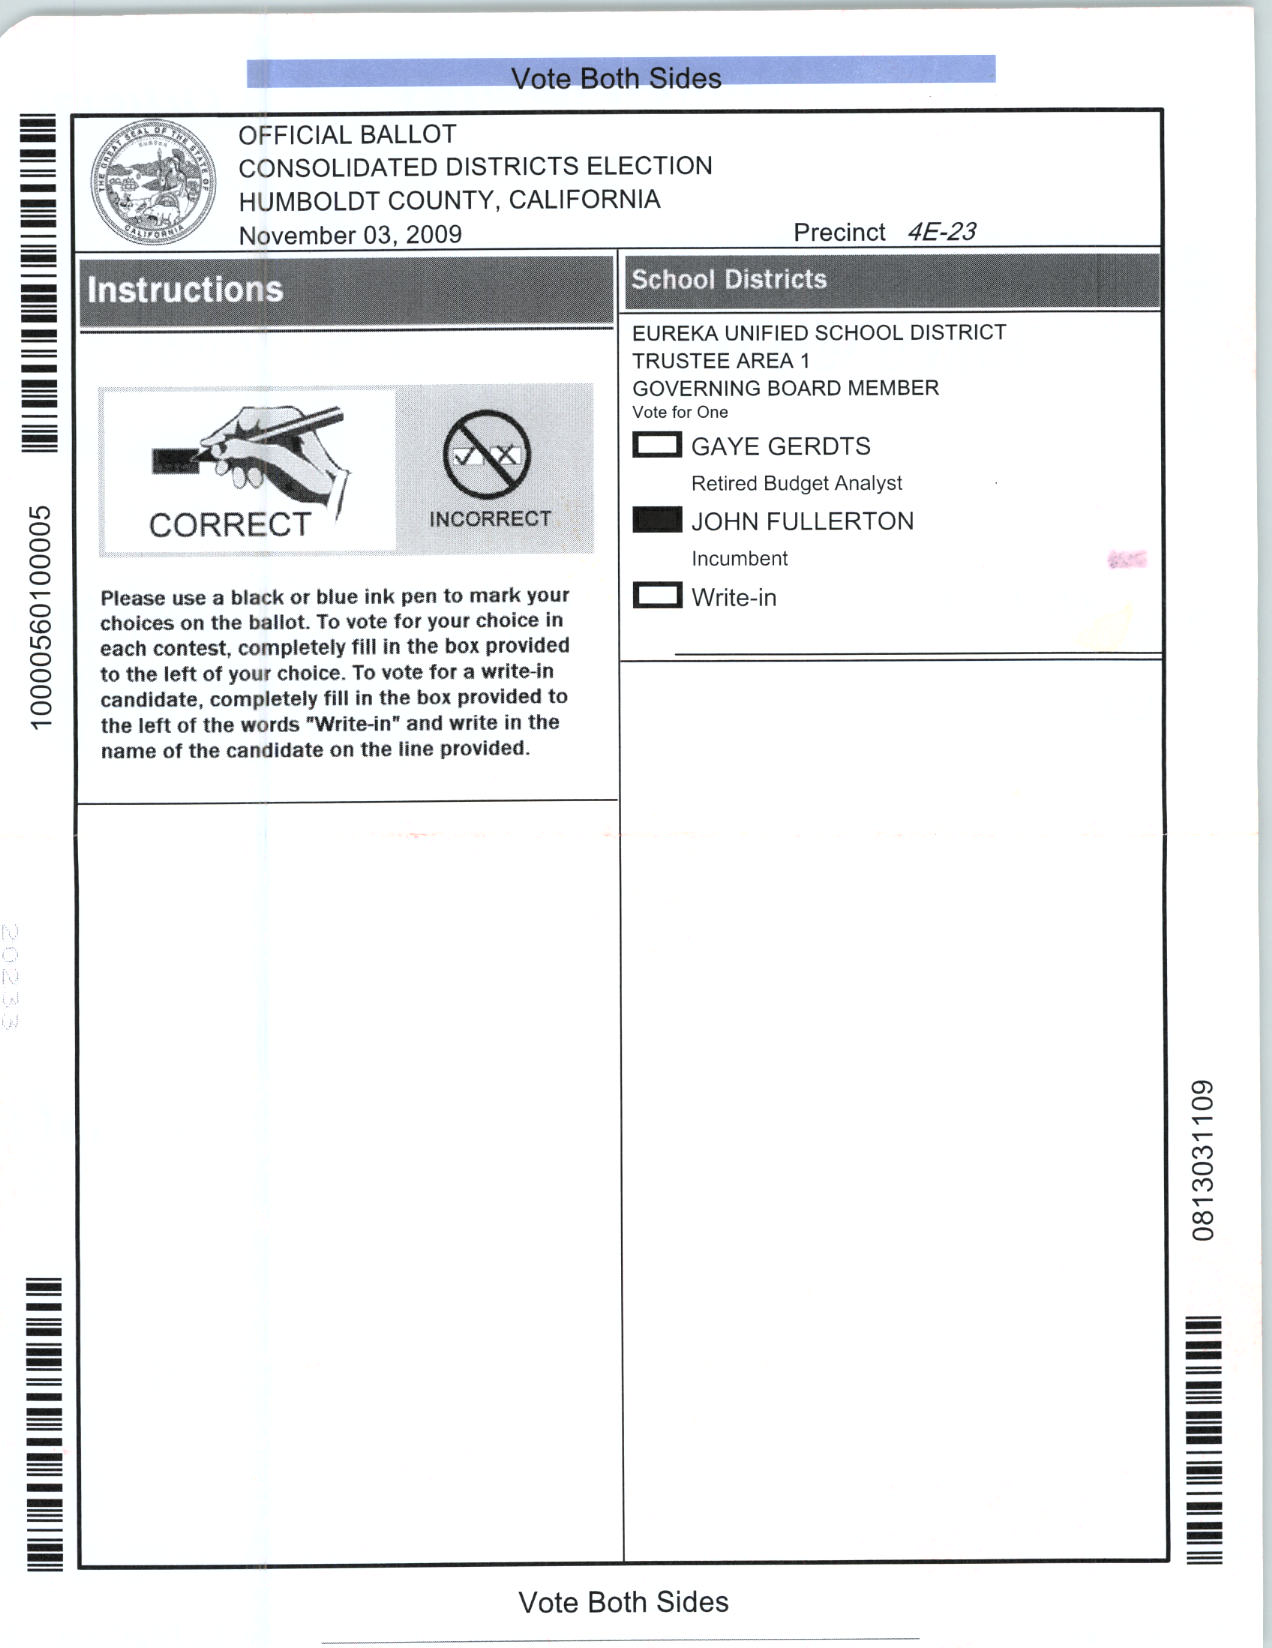 Vote Both Sides
OFFICIAL BALLOT
CONSOLIDATED DISTRICTS ELECTION
HUMBOLDT COUNTY, CALIFORNIA
November 03, 2009
Precinct 4E-23
THE GREAT SEAL OF THE STATE OF CALIFORNIA
EUREKA
Instructions
CORRECT
INCORRECT
Please use a black or blue ink pen to mark your
choices on the ballot. To vote for your choice in
each contest, completely fill in the box provided
to the left of your choice. To vote for a write-in
candidate, completely fill in the box provided to
the left of the words "Write-in" and write in the
name of the candidate on the line provided.
School Districts
EUREKA UNIFIED SCHOOL DISTRICT
TRUSTEE AREA 1
GOVERNING BOARD MEMBER
Vote for One
GAYE GERDTS
Retired Budget Analyst
JOHN FULLERTON
Incumbent
Write-in
10000560100005
20233
0813031109
Vote Both Sides